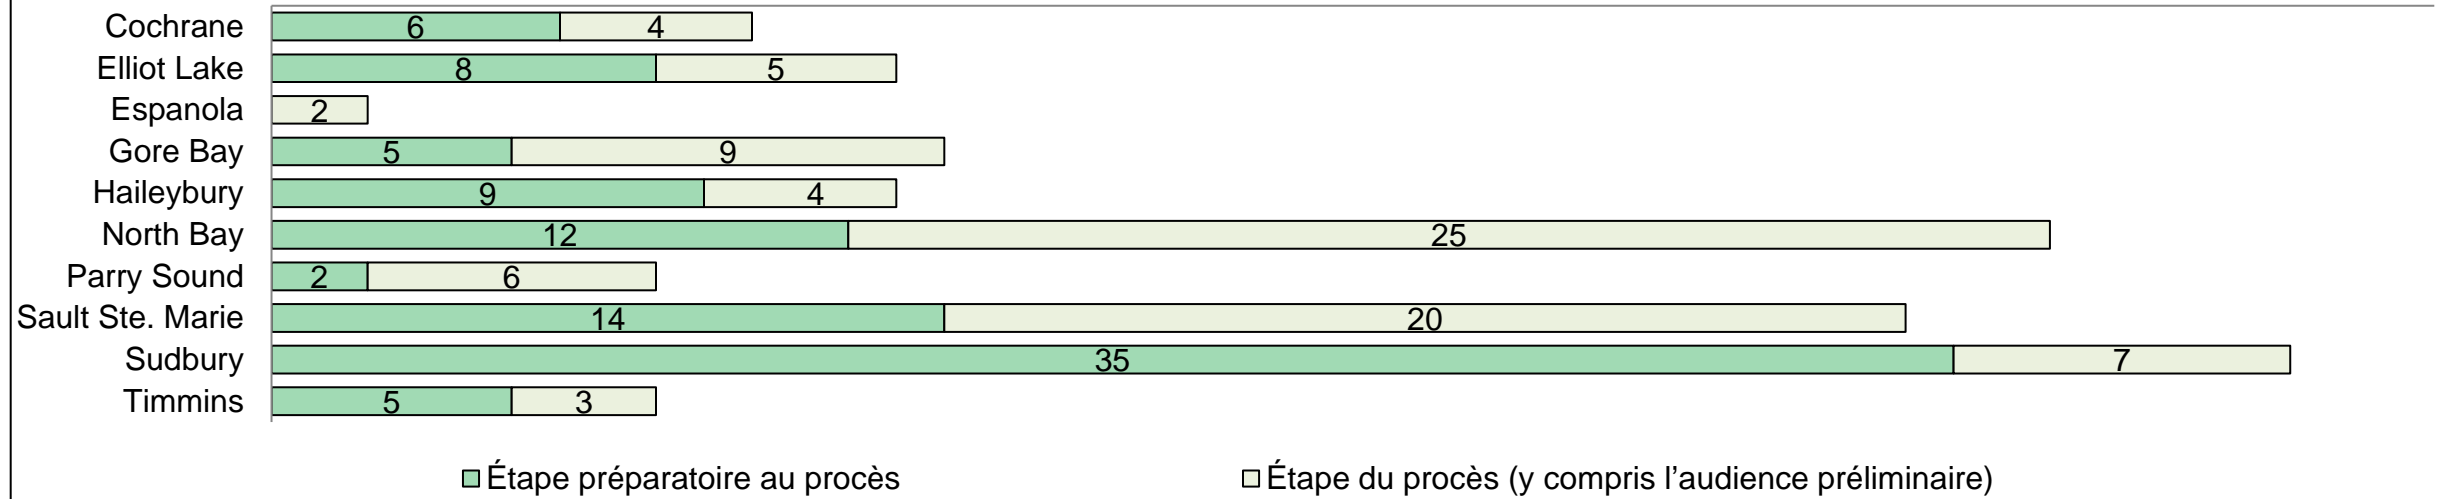 Cochrane 6 4
Elliot Lake 8 5
Espanola 2
Gore Bay 5 9
Haileybury 9 4
North Bay 12 25
Parry Sound 2 6
Sault Ste. Marie 14 20
Sudbury 35 7
Timmins 5 3
Étape préparatoire au procès Étape du procès (y compris l’audience préliminaire)